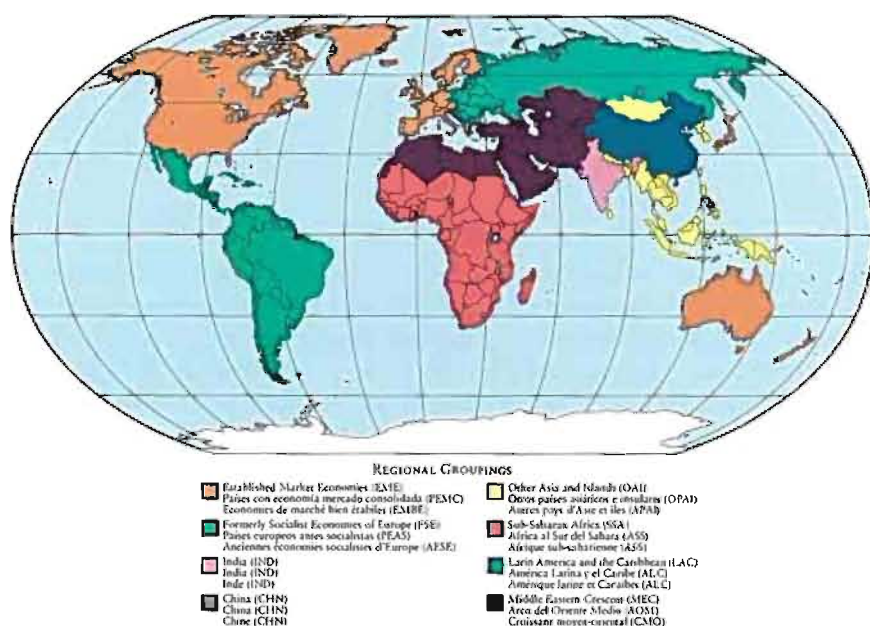 REGIONAL GROUPINGS
Established Market Economies (EME)
Países con economía mercado consolidada (PEMC)
Economies de marché bien établies (EMBE)
Formerly Socialist Economies of Europe (FSE)
Países europeos antes socialistas (PEAS)
Anciennes économies socialistes d'Europe (AESE)
India (IND)
India (IND)
Inde (IND)
China (CHN)
China (CHN)
Chine (CHN)
Other Asia and Islands (OAI)
Otros países asiáticos e insulares (OPAI)
Autres pays d'Asie et îles (APAI)
Sub-Saharan Africa (SSA)
Africa al Sur del Sahara (ASS)
Afrique sub-saharienne (ASS)
Latin America and the Caribbean (LAC)
América Latina y el Caribe (ALC)
Amérique latine et Caraïbes (ALC)
Middle Eastern Crescent (MEC)
Arco del Oriente Medio (AOM)
Croissant moyen-oriental (CMO)